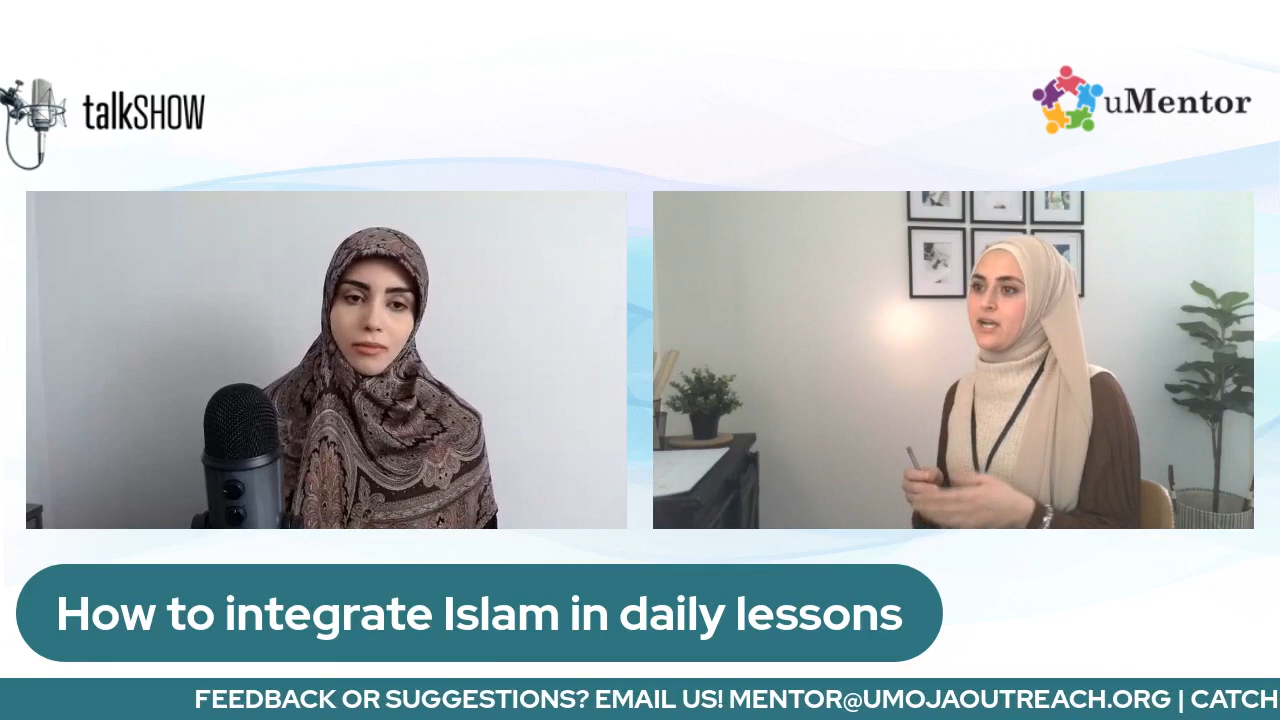 talkSHOW
uMentor
How to integrate Islam in daily lessons
FEEDBACK OR SUGGESTIONS? EMAIL US! MENTOR@UMOJAOUTREACH.ORG | CATCH